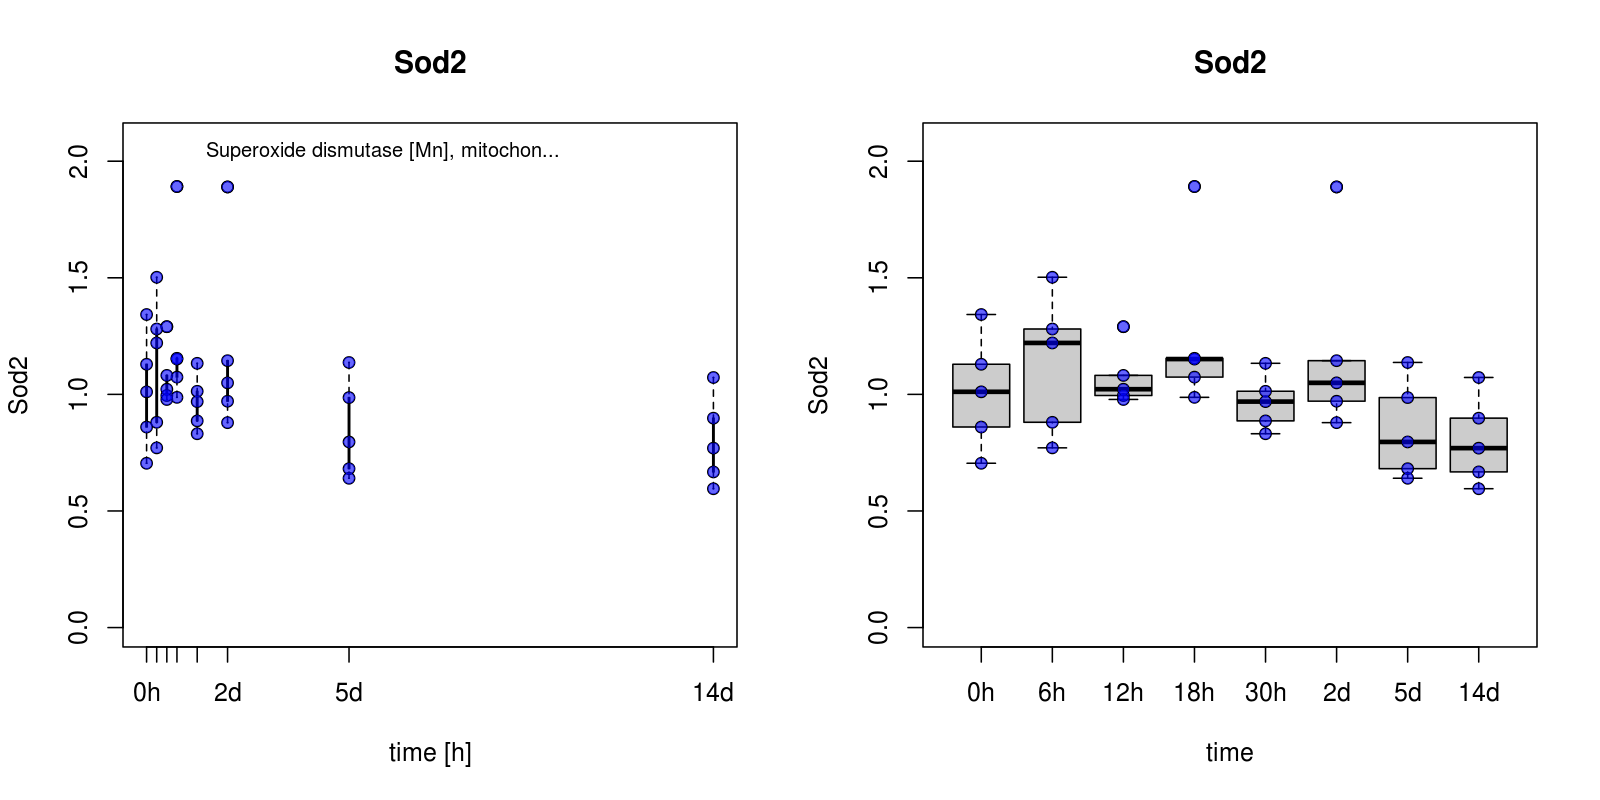 Sod2
Superoxide dismutase [Mn], mitochon...
Sod2
2.0
1.5
1.0
0.5
0.0
0h 2d 5d 14d
time [h]
Sod2
Sod2
2.0
1.5
1.0
0.5
0.0
0h 6h 12h 18h 30h 2d 5d 14d
time